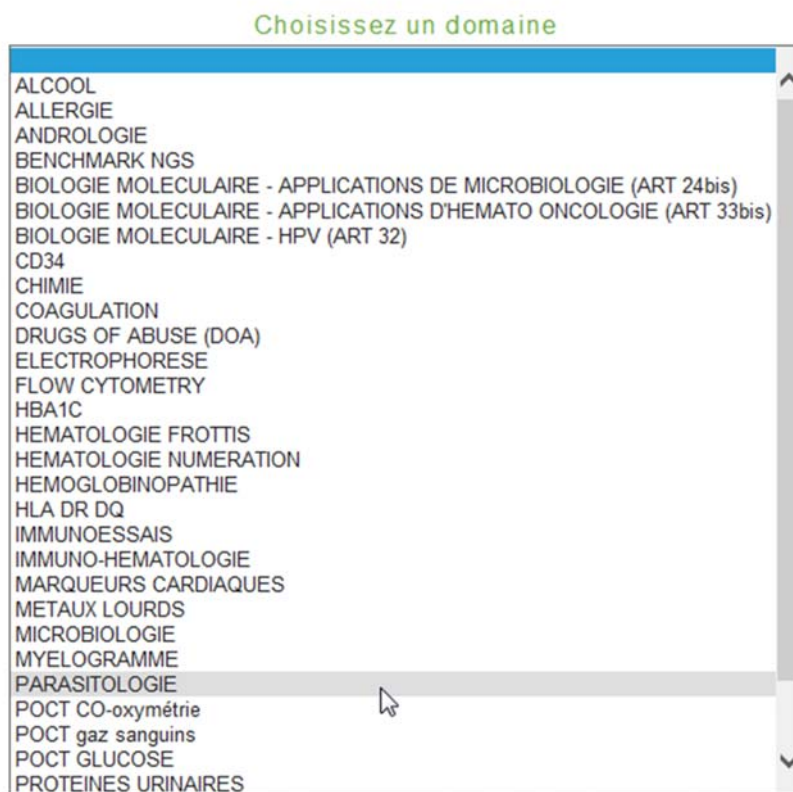 Choisissez un domaine
ALCOOL
ALLERGIE
ANDROLOGIE
BENCHMARK NGS
BIOLOGIE MOLECULAIRE - APPLICATIONS DE MICROBIOLOGIE (ART 24bis)
BIOLOGIE MOLECULAIRE - APPLICATIONS D'HEMATO ONCOLOGIE (ART 33bis)
BIOLOGIE MOLECULAIRE - HPV (ART 32)
CD34
CHIMIE
COAGULATION
DRUGS OF ABUSE (DOA)
ELECTROPHORESE
FLOW CYTOMETRY
HBA1C
HEMATOLOGIE FROTTIS
HEMATOLOGIE NUMERATION
HEMOGLOBINOPATHIE
HLA DR DQ
IMMUNOESSAIS
IMMUNO-HEMATOLOGIE
MARQUEURS CARDIAQUES
METAUX LOURDS
MICROBIOLOGIE
MYELOGRAMME
PARASITOLOGIE
POCT CO-oxymétrie
POCT gaz sanguins
POCT GLUCOSE
PROTEINES URINAIRES